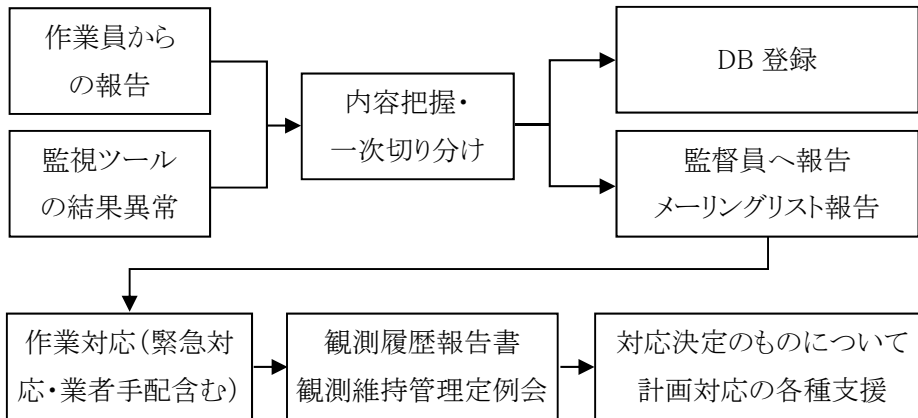 作業員から
の報告
監視ツール
の結果異常
内容把握・
一次切り分け
DB 登録
監督員へ報告
メーリングリスト報告
作業対応(緊急対
応・業者手配含む)
観測履歴報告書
観測維持管理定例会
対応決定のものについて
計画対応の各種支援